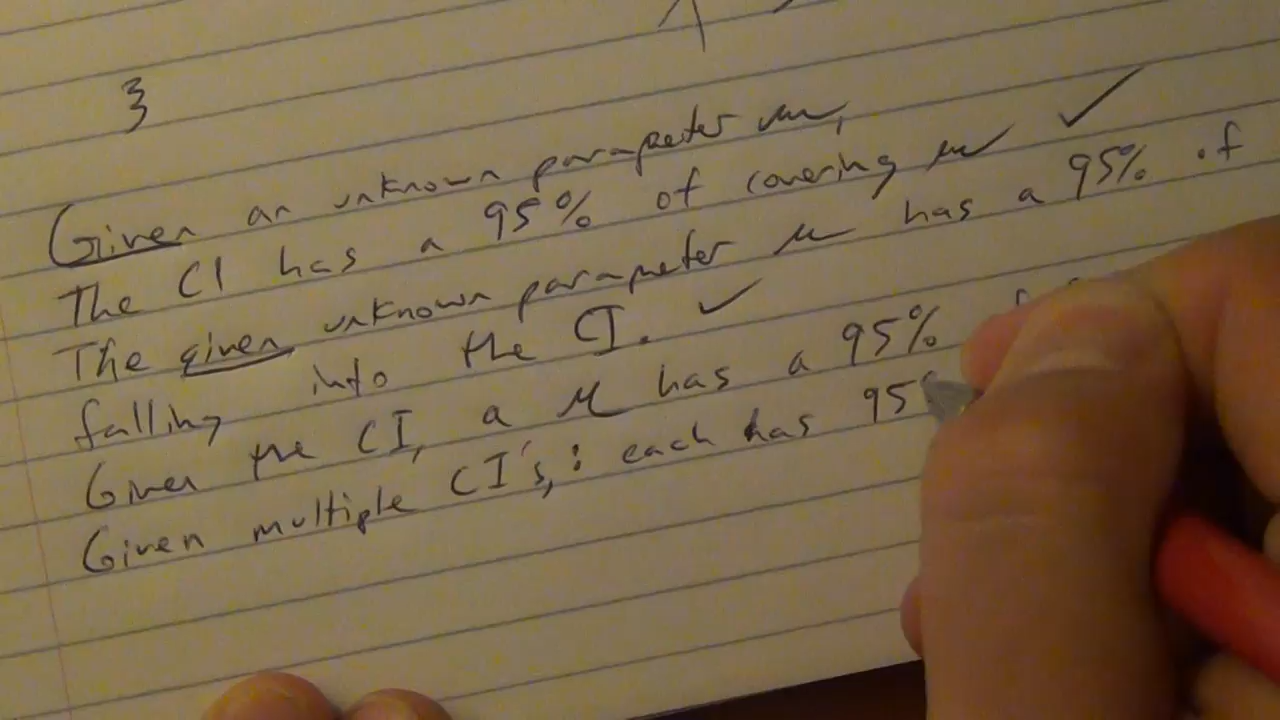 3
Given an unknown parameter μ,
The CI has a 95% of covering μ ✓
The given unknown parameter μ has a 95% of
falling into the CI. ✓
Given the CI, a μ has a 95%
Given multiple CI's,: each has 95